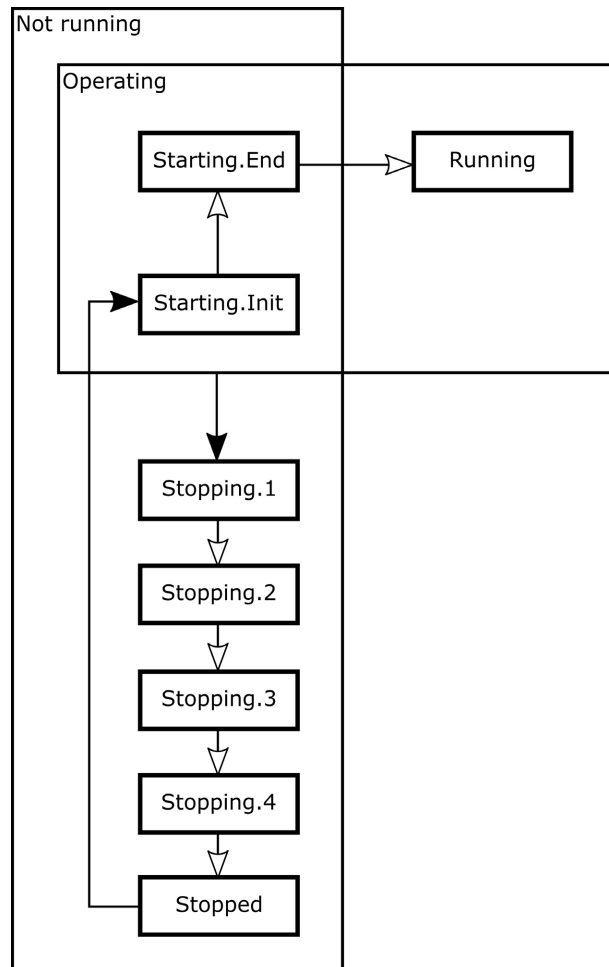 Not running
Operating
Starting.End
Running
Starting.Init
Stopping.1
Stopping.2
Stopping.3
Stopping.4
Stopped